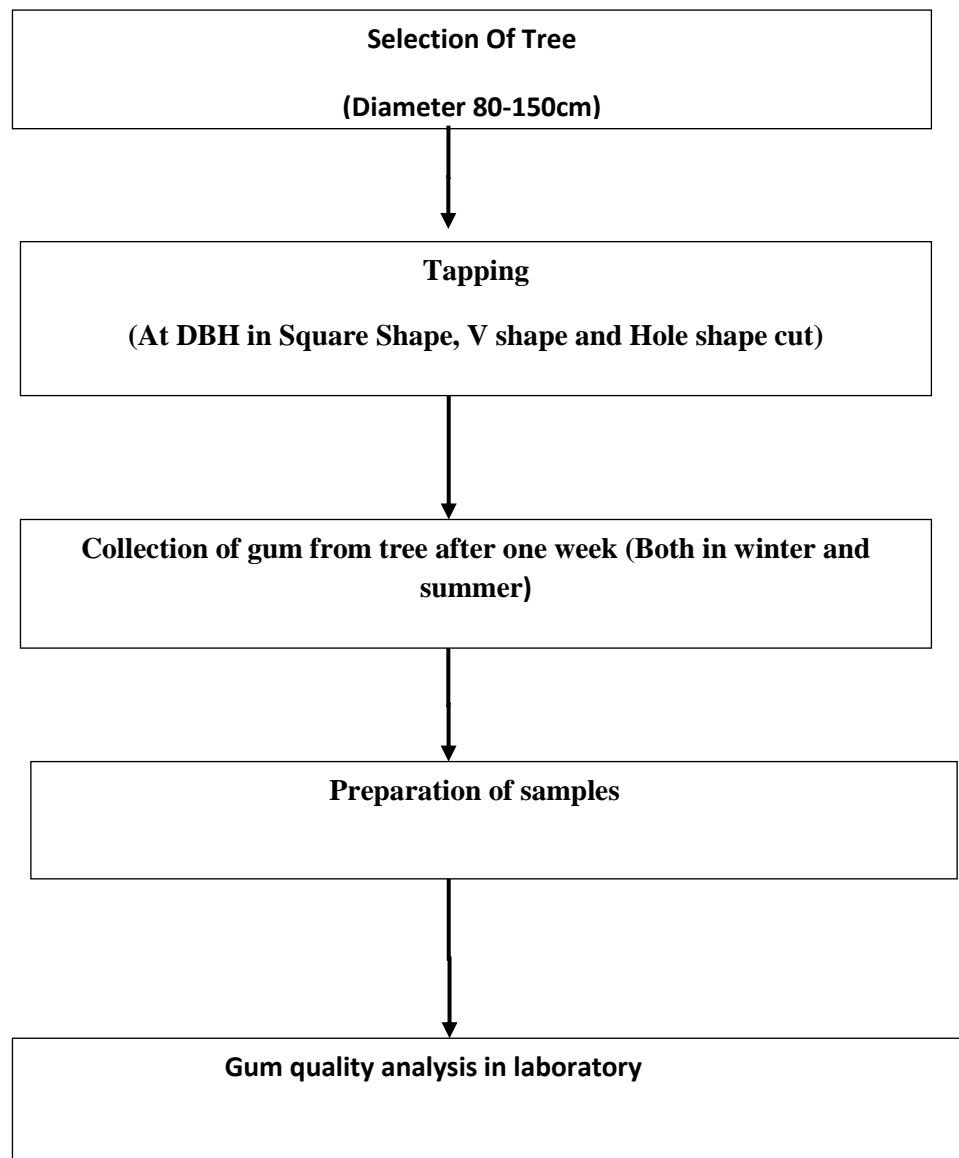 Selection Of Tree
(Diameter 80-150cm)
Tapping
(At DBH in Square Shape, V shape and Hole shape cut)
Collection of gum from tree after one week (Both in winter and
summer)
Preparation of samples
Gum quality analysis in laboratory